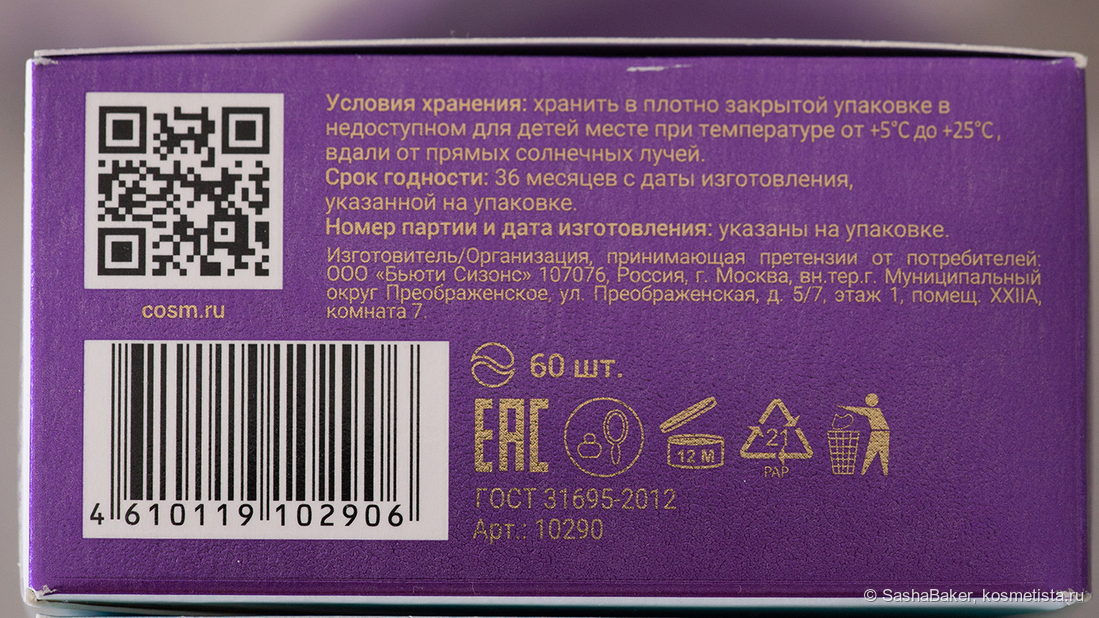 Условия хранения: хранить в плотно закрытой упаковке в
недоступном для детей месте при температуре от +5°C до +25°C,
вдали от прямых солнечных лучей.
Срок годности: 36 месяцев с даты изготовления,
указанной на упаковке.
Номер партии и дата изготовления: указаны на упаковке.
Изготовитель/Организация, принимающая претензии от потребителей:
ООО «Бьюти Сизонс» 107076, Россия, г. Москва, вн.тер.г. Муниципальный
округ Преображенское, ул. Преображенская, д. 5/7, этаж 1, помещ. XXIIA,
комната 7.
cosm.ru
4 610119 102906
60 шт.
EAC
12 M
21
PAP
ГОСТ 31695-2012
Арт.: 10290
© SashaBaker, kosmetista.ru